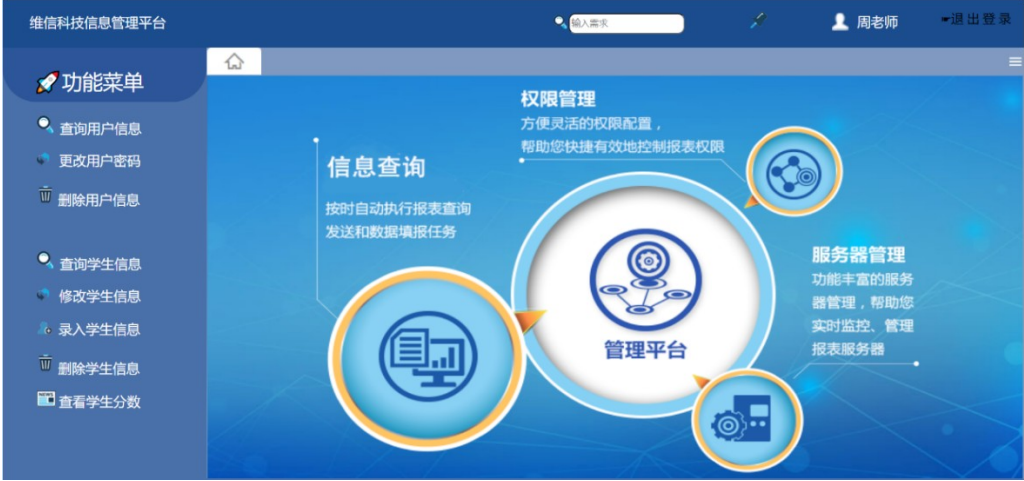 维信科技信息管理平台
输入需求
周老师
退出登录
功能菜单
查询用户信息
更改用户密码
删除用户信息
查询学生信息
修改学生信息
录入学生信息
删除学生信息
NEWS
查看学生分数
权限管理
方便灵活的权限配置，
帮助您快捷有效地控制报表权限
信息查询
按时自动执行报表查询
发送和数据填报任务
服务器管理
功能丰富的服务
器管理，帮助您
实时监控、管理
报表服务器
管理平台